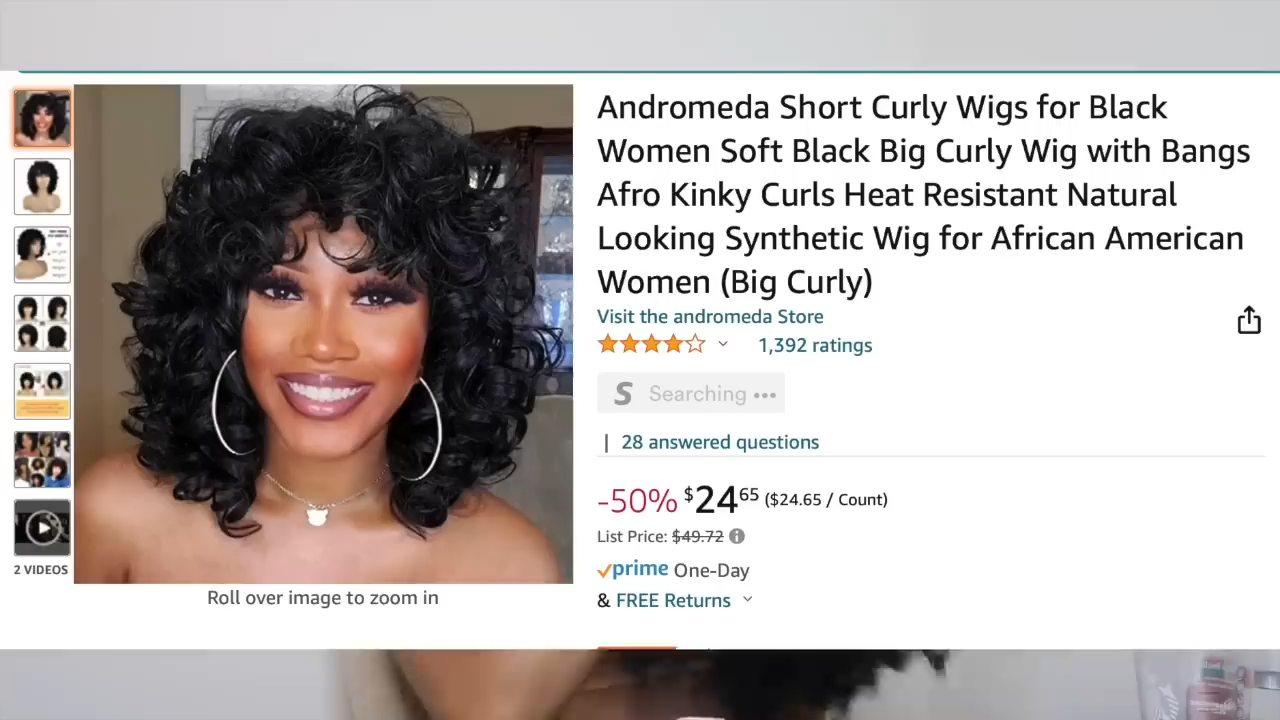 Andromeda Short Curly Wigs for Black
Women Soft Black Big Curly Wig with Bangs
Afro Kinky Curls Heat Resistant Natural
Looking Synthetic Wig for African American
Women (Big Curly)
Visit the andromeda Store
1,392 ratings
S Searching •••
| 28 answered questions
-50% $24 65 ($24.65 / Count)
List Price: $49.72
prime One-Day
& FREE Returns
2 VIDEOS
Roll over image to zoom in